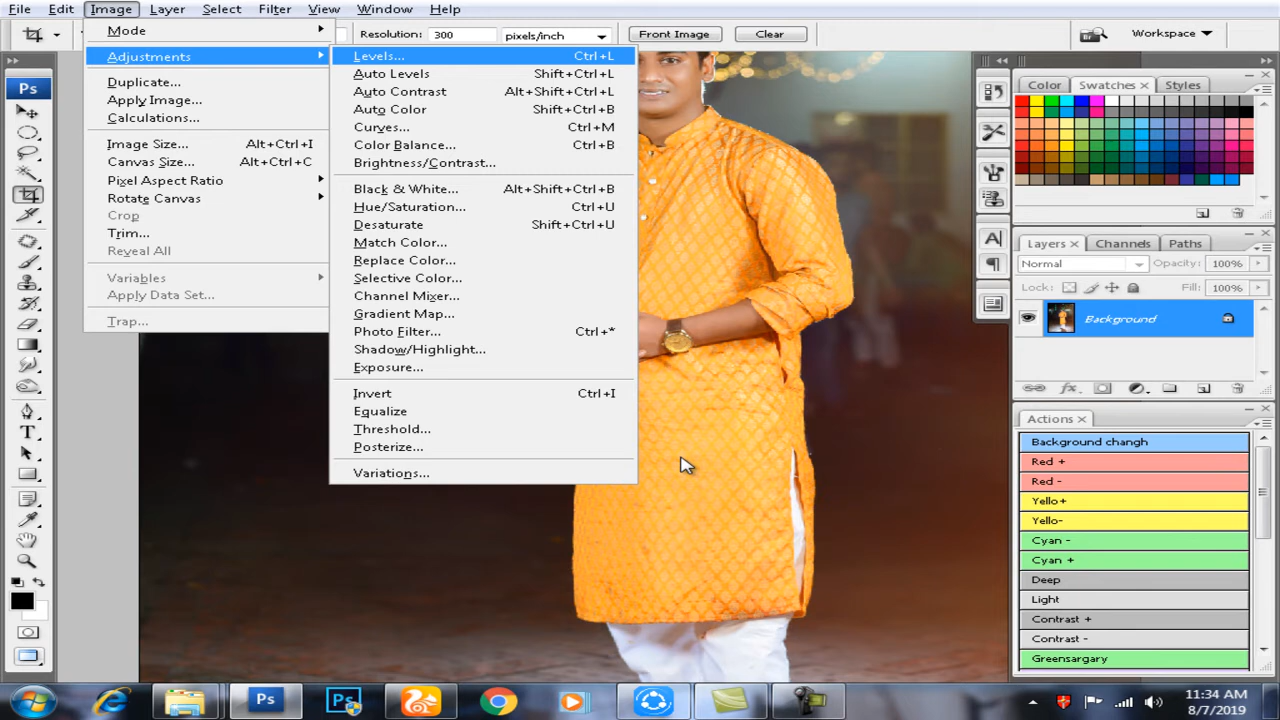 File Edit Image Layer Select Filter View Window Help
Resolution: 300 pixels/inch Front Image Clear Workspace
Mode
Adjustments
Duplicate...
Apply Image...
Calculations...
Image Size... Alt+Ctrl+I
Canvas Size... Alt+Ctrl+C
Pixel Aspect Ratio
Rotate Canvas
Crop
Trim...
Reveal All
Variables
Apply Data Set...
Trap...
Levels... Ctrl+L
Auto Levels Shift+Ctrl+L
Auto Contrast Alt+Shift+Ctrl+L
Auto Color Shift+Ctrl+B
Curves... Ctrl+M
Color Balance... Ctrl+B
Brightness/Contrast...
Black & White... Alt+Shift+Ctrl+B
Hue/Saturation... Ctrl+U
Desaturate Shift+Ctrl+U
Match Color...
Replace Color...
Selective Color...
Channel Mixer...
Gradient Map...
Photo Filter... Ctrl+*
Shadow/Highlight...
Exposure...
Invert Ctrl+I
Equalize
Threshold...
Posterize...
Variations...
Ps
T
A
Color Swatches Styles
Layers Channels Paths
Normal Opacity: 100%
Lock: Fill: 100%
Background
Actions
Background changh
Red +
Red -
Yello+
Yello-
Cyan -
Cyan +
Deep
Light
Contrast +
Contrast -
Greensargary
Ps Ps
11:34 AM
8/7/2019